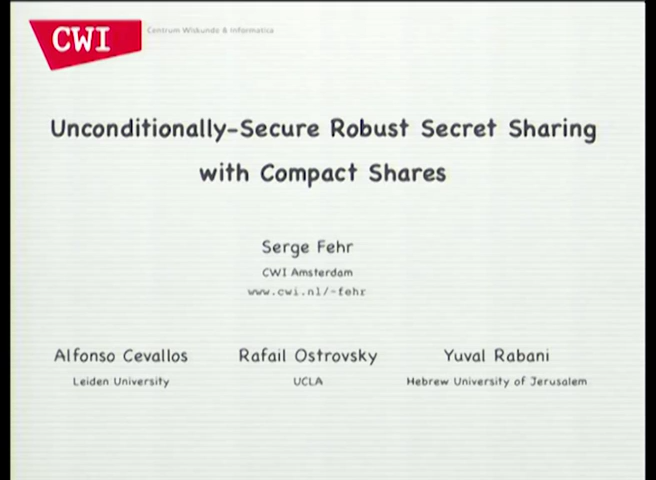 CWI
Centrum Wiskunde & Informatica
Unconditionally-Secure Robust Secret Sharing
with Compact Shares
Serge Fehr
CWI Amsterdam
www.cwi.nl/~fehr
Alfonso Cevallos
Rafail Ostrovsky
Yuval Rabani
Leiden University
UCLA
Hebrew University of Jerusalem